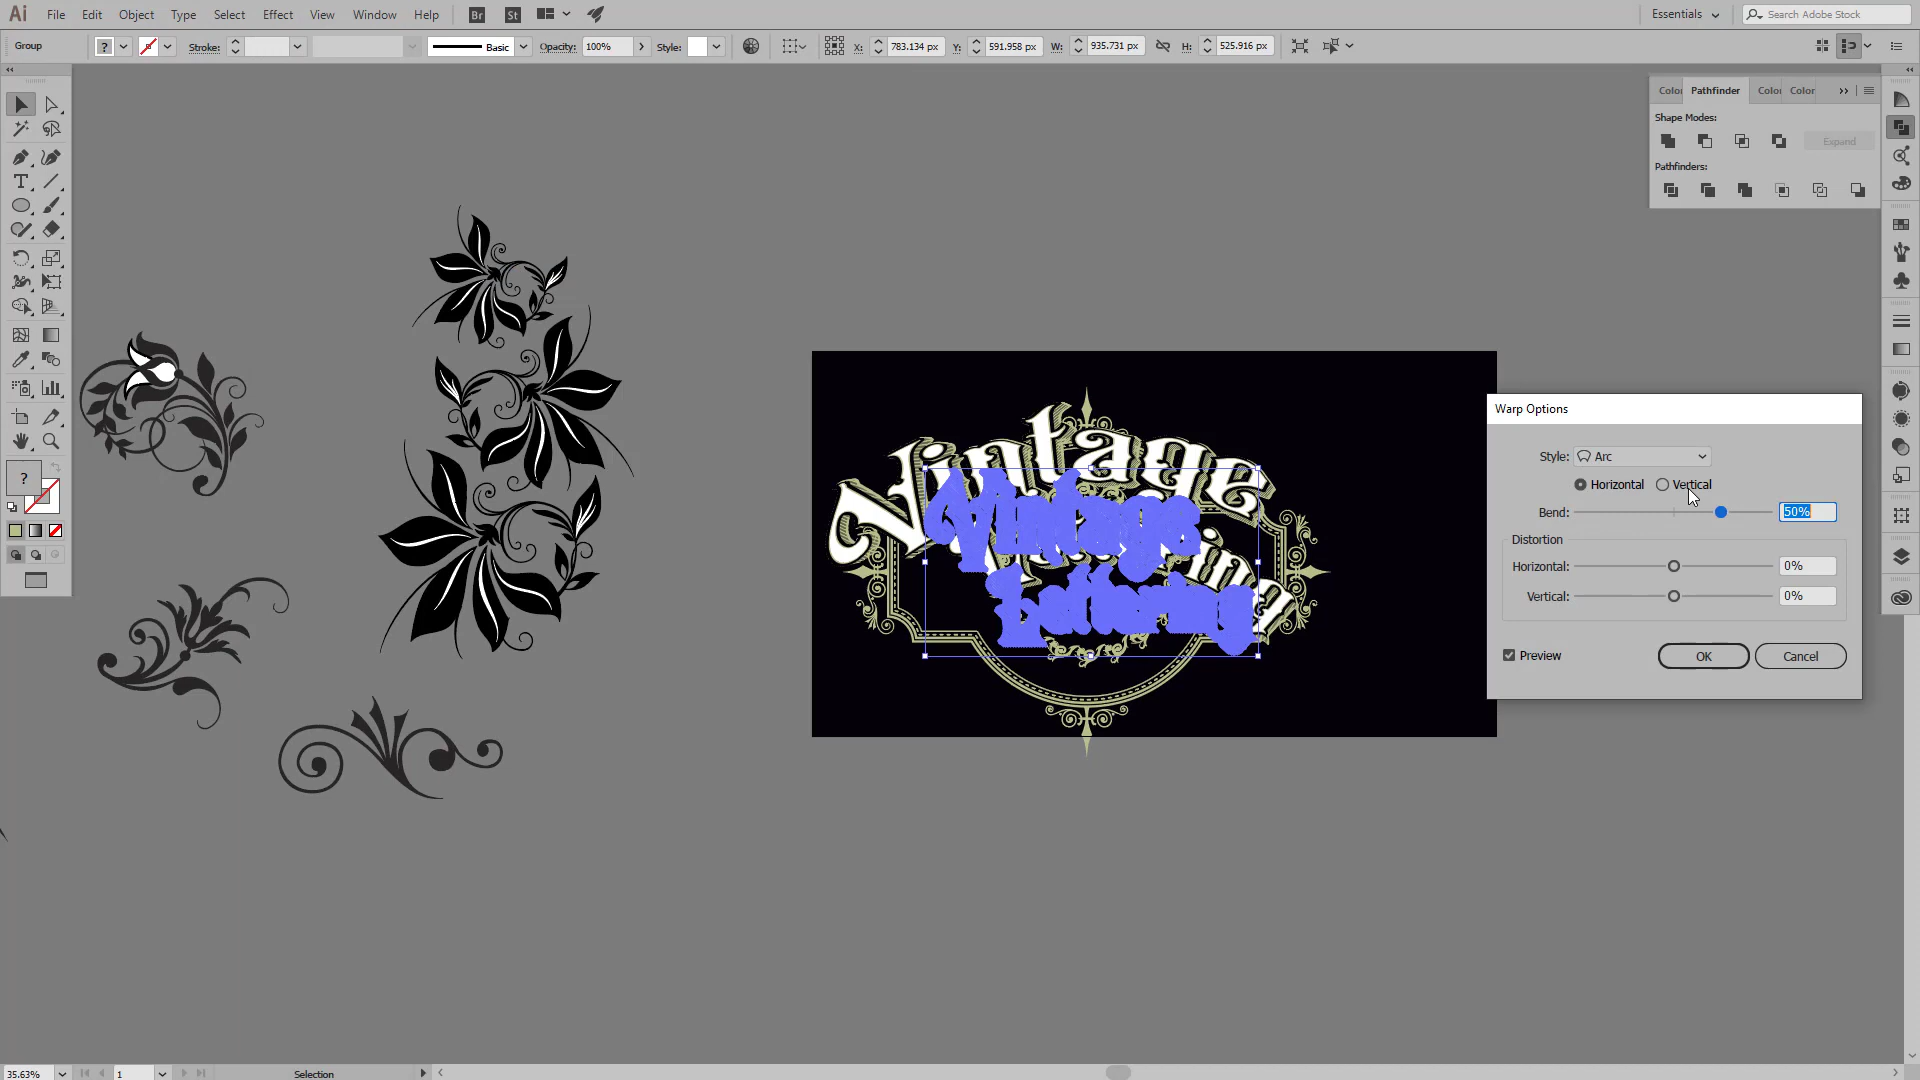 Ai File Edit Object Type Select Effect View Window Help Br St Essentials Search Adobe Stock
Group ? Stroke: Basic Opacity: 100% Style: X: 783.134 px Y: 591.958 px W: 935.731 px H: 525.916 px
Color Pathfinder Color Color
Shape Modes:
Expand
Pathfinders:
Vintage
Vintage
Lettering
Warp Options
Style: Arc
Horizontal Vertical
Bend: 50%
Distortion
Horizontal: 0%
Vertical: 0%
Preview OK Cancel
?
35.63% 1 Selection